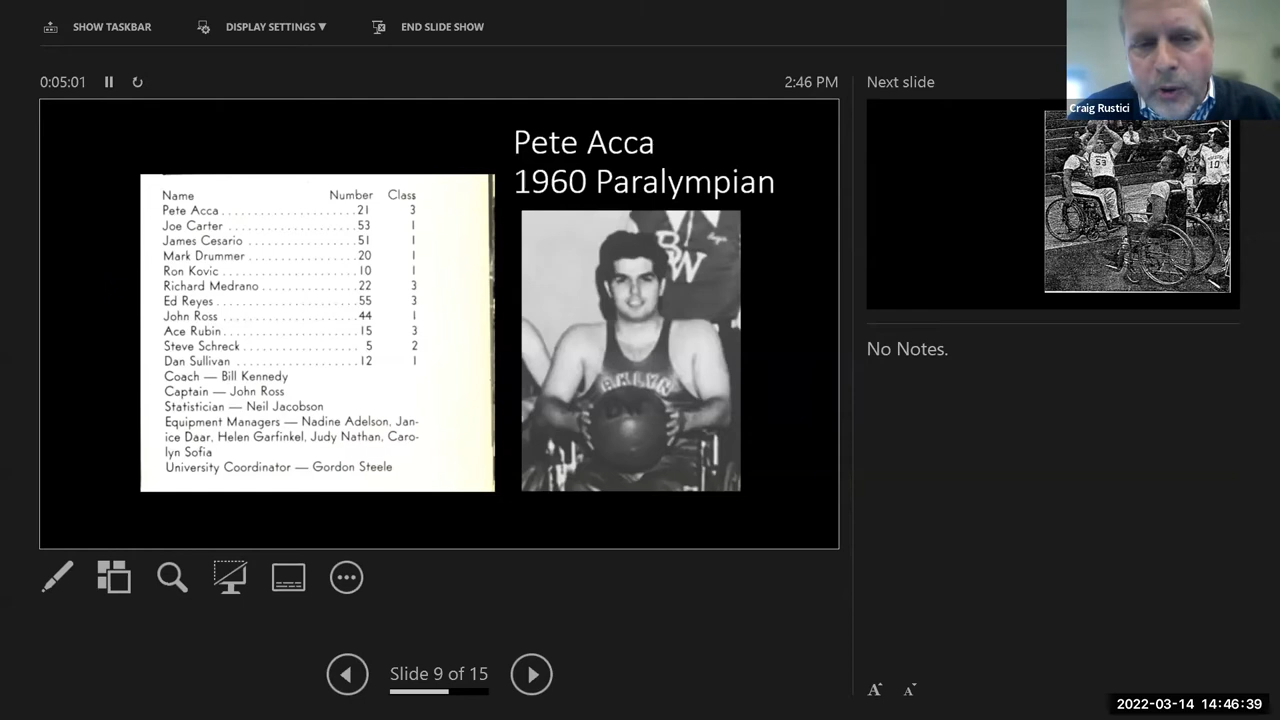 SHOW TASKBAR
DISPLAY SETTINGS ▼
END SLIDE SHOW
0:05:01
2:46 PM
Next slide
Craig Rustici
Pete Acca
1960 Paralympian
Name Number Class
Pete Acca . . . . . . . . . . . . . . . . . . . . 21 3
Joe Carter . . . . . . . . . . . . . . . . . . . . 53 1
James Cesario . . . . . . . . . . . . . . . . 51 1
Mark Drummer . . . . . . . . . . . . . . . . 20 1
Ron Kovic . . . . . . . . . . . . . . . . . . . . 10 1
Richard Medrano . . . . . . . . . . . . . . 22 3
Ed Reyes . . . . . . . . . . . . . . . . . . . . . 55 3
John Ross . . . . . . . . . . . . . . . . . . . . 44 1
Ace Rubin . . . . . . . . . . . . . . . . . . . . 15 3
Steve Schreck . . . . . . . . . . . . . . . . . 5 2
Dan Sullivan . . . . . . . . . . . . . . . . . . 12 1
Coach — Bill Kennedy
Captain — John Ross
Statistician — Neil Jacobson
Equipment Managers — Nadine Adelson, Jan-
ice Daar, Helen Garfinkel, Judy Nathan, Caro-
lyn Sofia
University Coordinator — Gordon Steele
BW
53
10
No Notes.
Slide 9 of 15
A A
2022-03-14 14:46:39